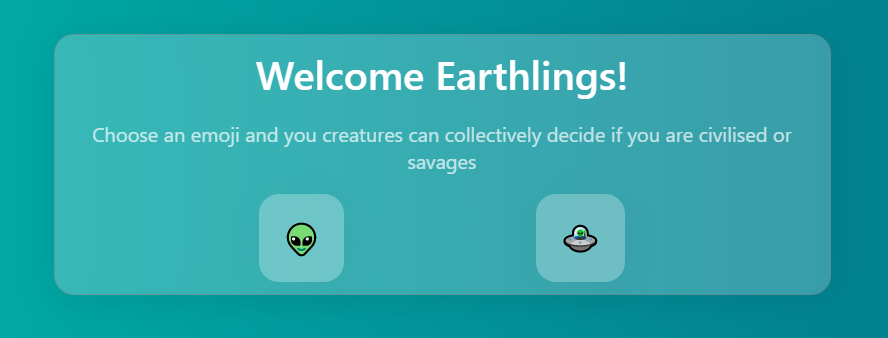 Welcome Earthlings!
Choose an emoji and you creatures can collectively decide if you are civilised or
savages